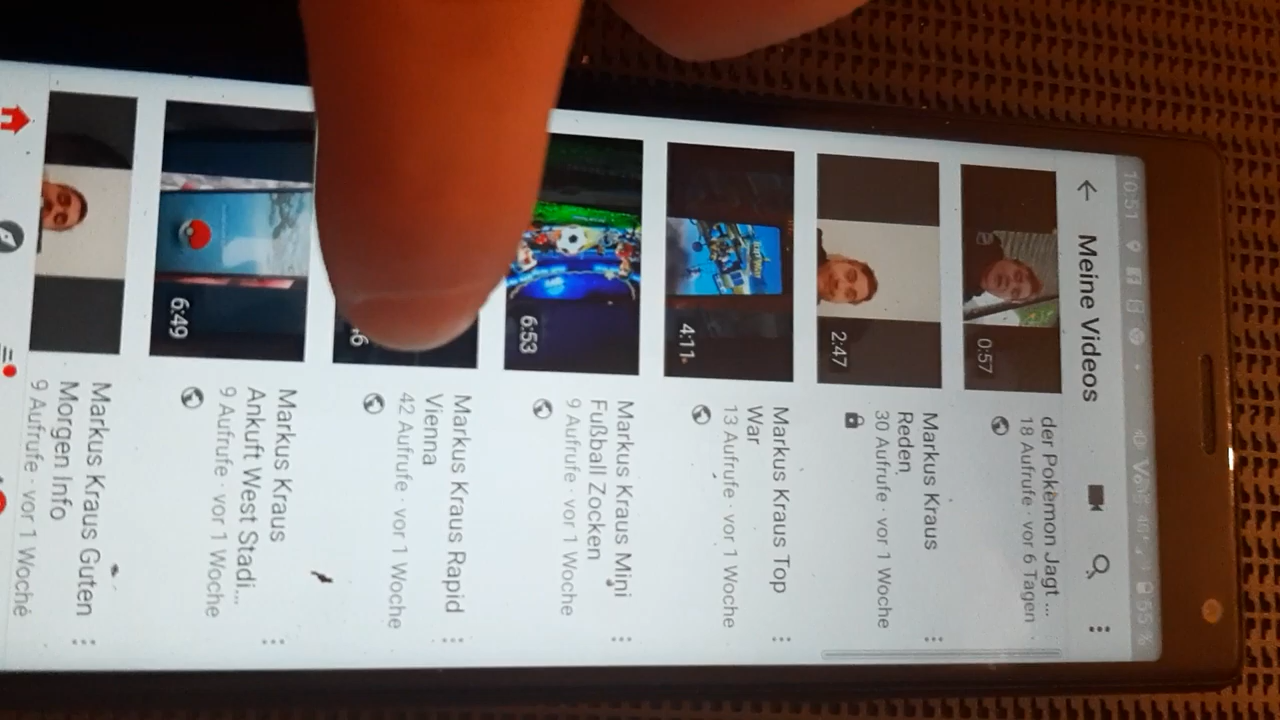 10:51
55 %
Meine Videos
0:57
der Pokèmon Jagt ...
18 Aufrufe · vor 6 Tagen
2:47
Markus Kraus
Reden
30 Aufrufe · vor 1 Woche
4:11
Markus Kraus Top
War
13 Aufrufe · vor 1 Woche
6:53
Markus Kraus Mini
Fußball Zocken
9 Aufrufe · vor 1 Woche
Markus Kraus Rapid
Vienna
42 Aufrufe · vor 1 Woche
6:49
Markus Kraus
Ankuft West Stadi...
9 Aufrufe · vor 1 Woche
Markus Kraus Guten
Morgen Info
9 Aufrufe · vor 1 Woche